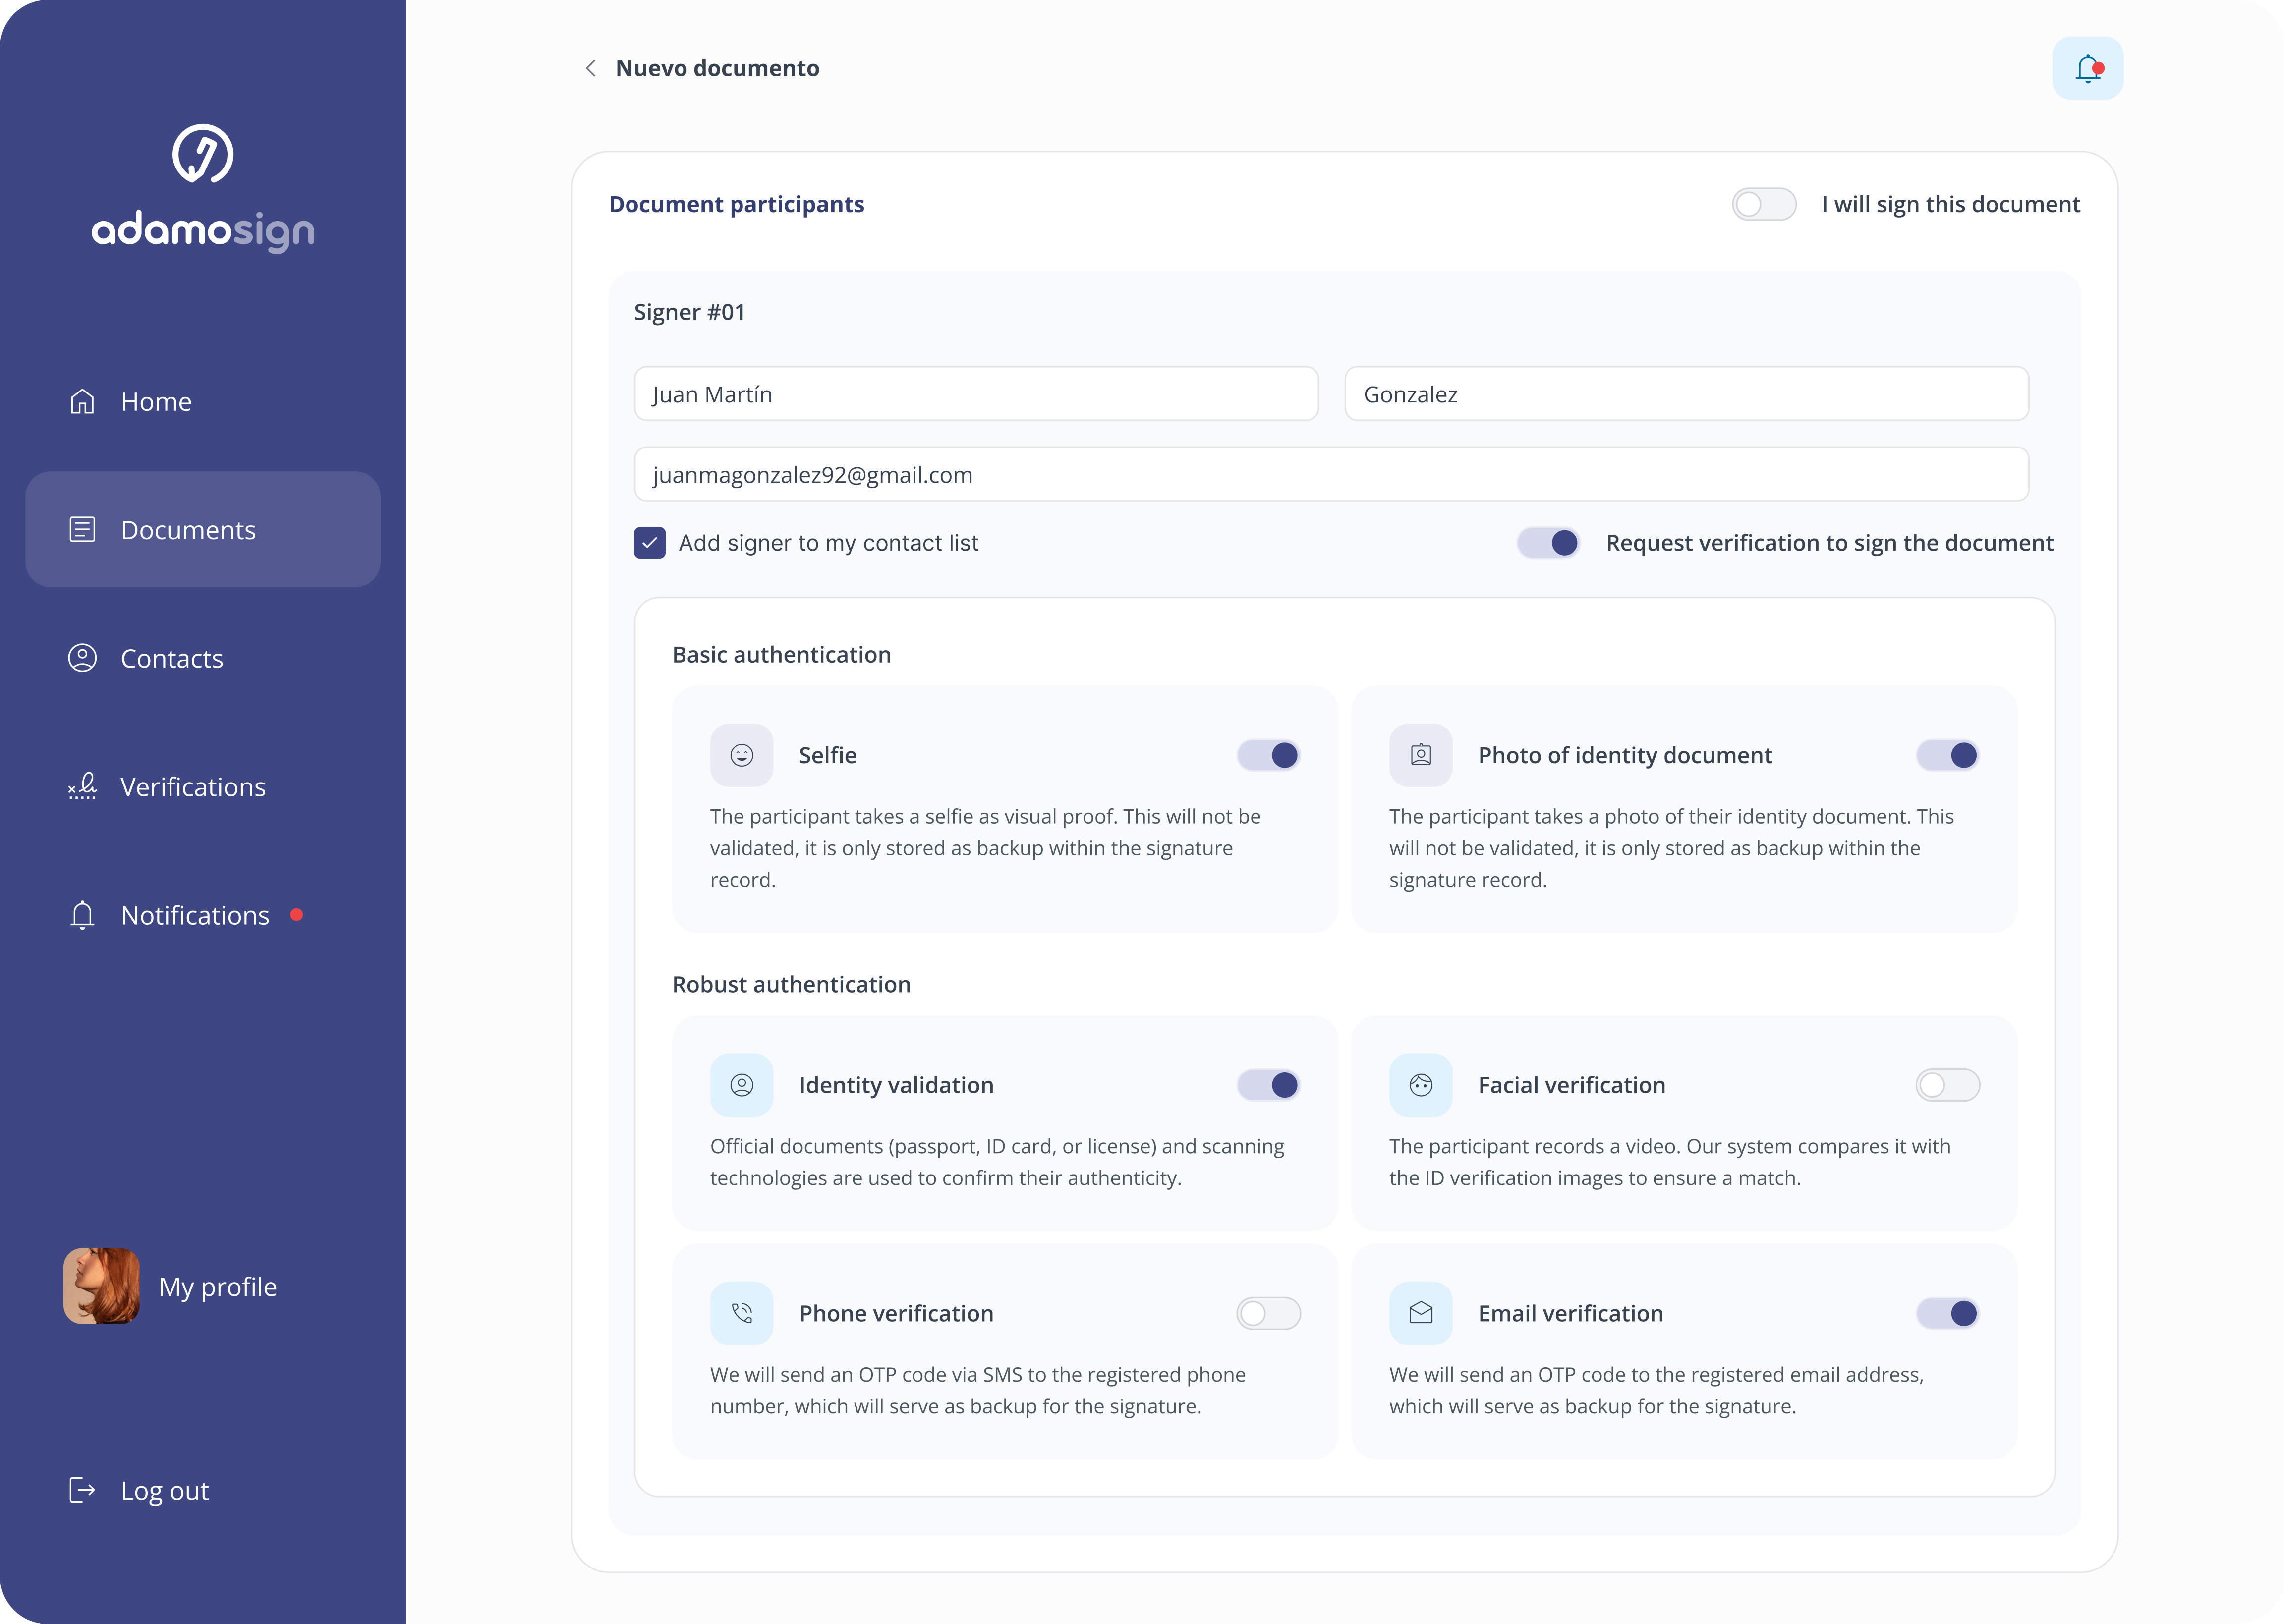 adamosign
Home
Documents
Contacts
Verifications
Notifications
My profile
Log out
Nuevo documento
Document participants
I will sign this document
Signer #01
Juan Martín
Gonzalez
juanmagonzalez92@gmail.com
Add signer to my contact list
Request verification to sign the document
Basic authentication
Selfie
The participant takes a selfie as visual proof. This will not be
validated, it is only stored as backup within the signature
record.
Photo of identity document
The participant takes a photo of their identity document. This
will not be validated, it is only stored as backup within the
signature record.
Robust authentication
Identity validation
Official documents (passport, ID card, or license) and scanning
technologies are used to confirm their authenticity.
Facial verification
The participant records a video. Our system compares it with
the ID verification images to ensure a match.
Phone verification
We will send an OTP code via SMS to the registered phone
number, which will serve as backup for the signature.
Email verification
We will send an OTP code to the registered email address,
which will serve as backup for the signature.